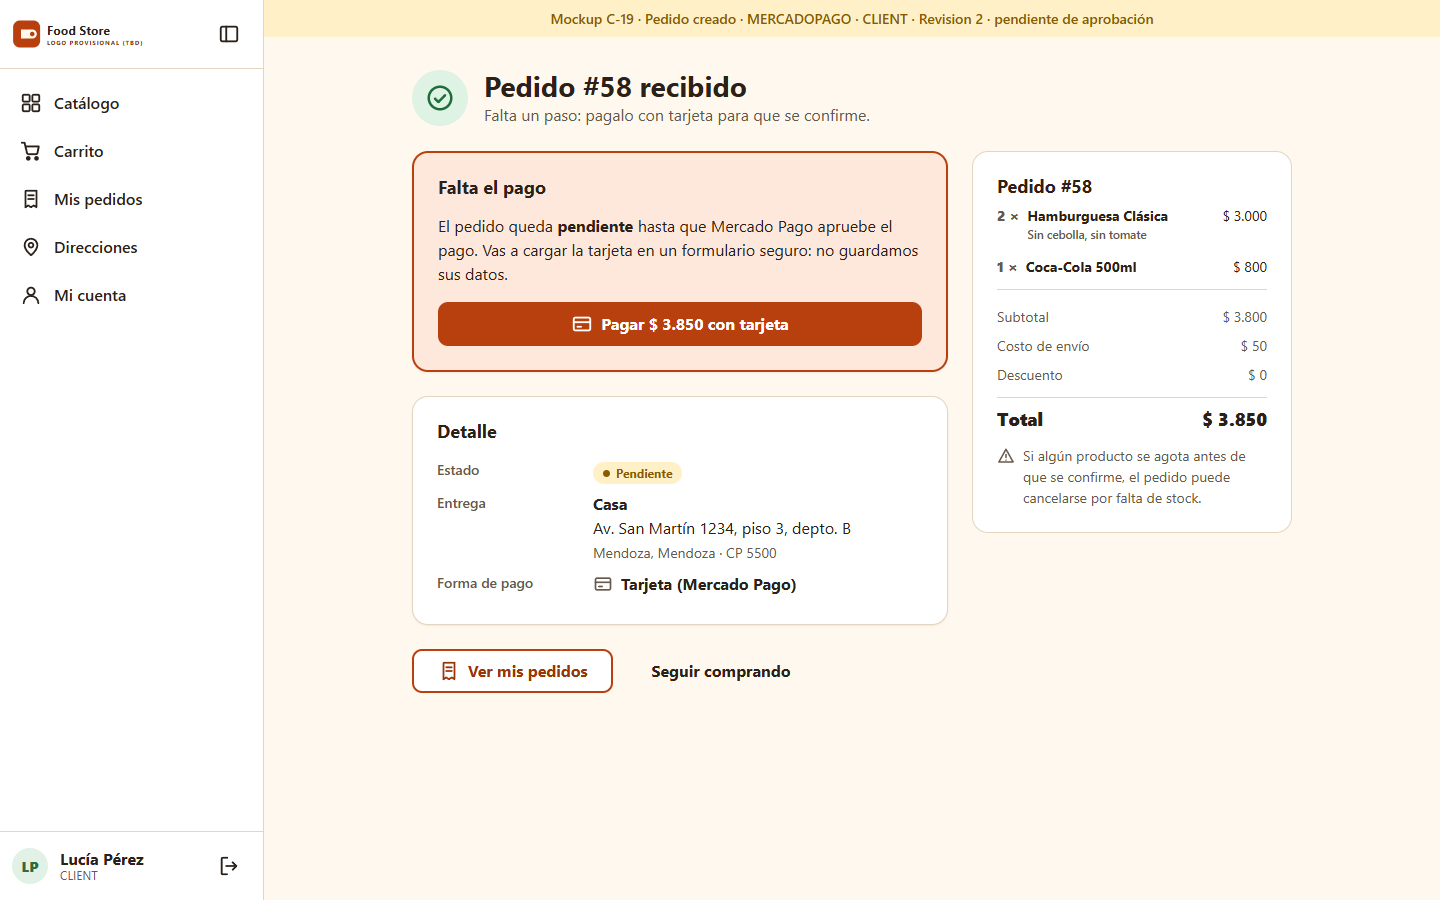 Food Store
LOGO PROVISIONAL (TBD)
Catálogo
Carrito
Mis pedidos
Direcciones
Mi cuenta
LP
Lucía Pérez
CLIENT
Mockup C-19 · Pedido creado · MERCADOPAGO · CLIENT · Revision 2 · pendiente de aprobación
Pedido #58 recibido
Falta un paso: pagalo con tarjeta para que se confirme.
Falta el pago
El pedido queda pendiente hasta que Mercado Pago apruebe el
pago. Vas a cargar la tarjeta en un formulario seguro: no guardamos
sus datos.
Pagar $ 3.850 con tarjeta
Detalle
Estado
Pendiente
Entrega
Casa
Av. San Martín 1234, piso 3, depto. B
Mendoza, Mendoza · CP 5500
Forma de pago
Tarjeta (Mercado Pago)
Ver mis pedidos
Seguir comprando
Pedido #58
2 × Hamburguesa Clásica $ 3.000
Sin cebolla, sin tomate
1 × Coca-Cola 500ml $ 800
Subtotal $ 3.800
Costo de envío $ 50
Descuento $ 0
Total $ 3.850
Si algún producto se agota antes de
que se confirme, el pedido puede
cancelarse por falta de stock.